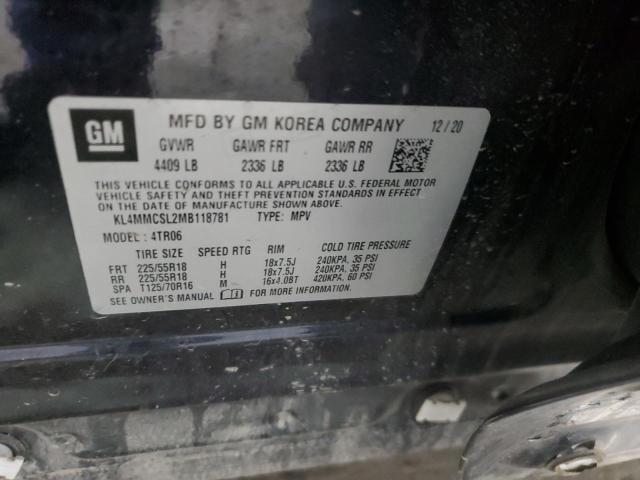 GM
MFD BY GM KOREA COMPANY 12/20
GVWR GAWR FRT GAWR RR
4409 LB 2336 LB 2336 LB
THIS VEHICLE CONFORMS TO ALL APPLICABLE U.S. FEDERAL MOTOR
VEHICLE SAFETY AND THEFT PREVENTION STANDARDS IN EFFECT
ON THE DATE OF MANUFACTURE SHOWN ABOVE.
KL4MMCSL2MB118781 TYPE: MPV
MODEL : 4TR06
TIRE SIZE SPEED RTG RIM COLD TIRE PRESSURE
FRT 225/55R18 H 18x7.5J 240KPA, 35 PSI
RR 225/55R18 H 18x7.5J 240KPA, 35 PSI
SPA T125/70R16 M 16x4.0BT 420KPA, 60 PSI
SEE OWNER'S MANUAL FOR MORE INFORMATION.